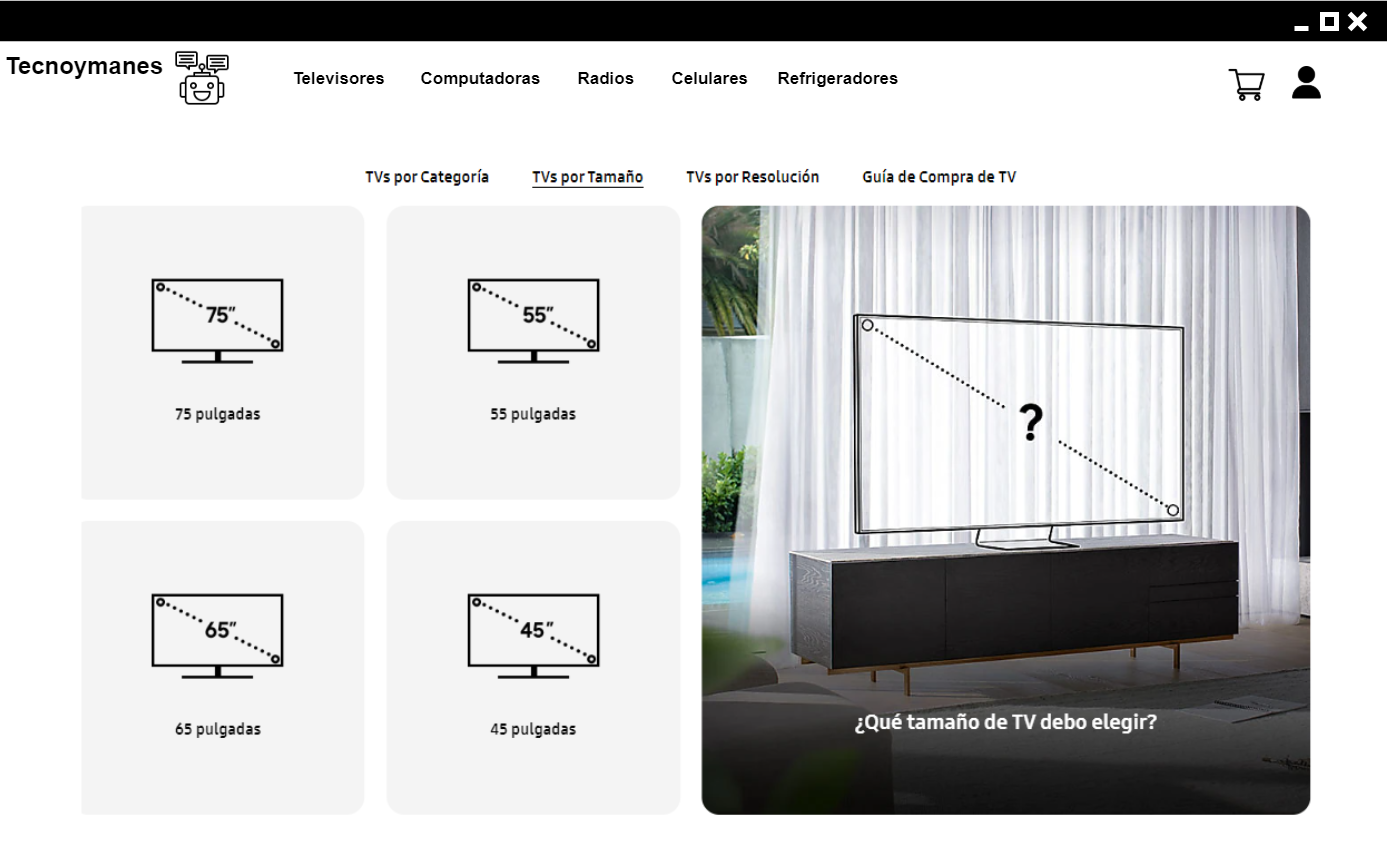 Tecnoymanes
Televisores Computadoras Radios Celulares Refrigeradores
TVs por Categoría TVs por Tamaño TVs por Resolución Guía de Compra de TV
75”
75 pulgadas
55”
55 pulgadas
?
65”
65 pulgadas
45”
45 pulgadas
¿Qué tamaño de TV debo elegir?